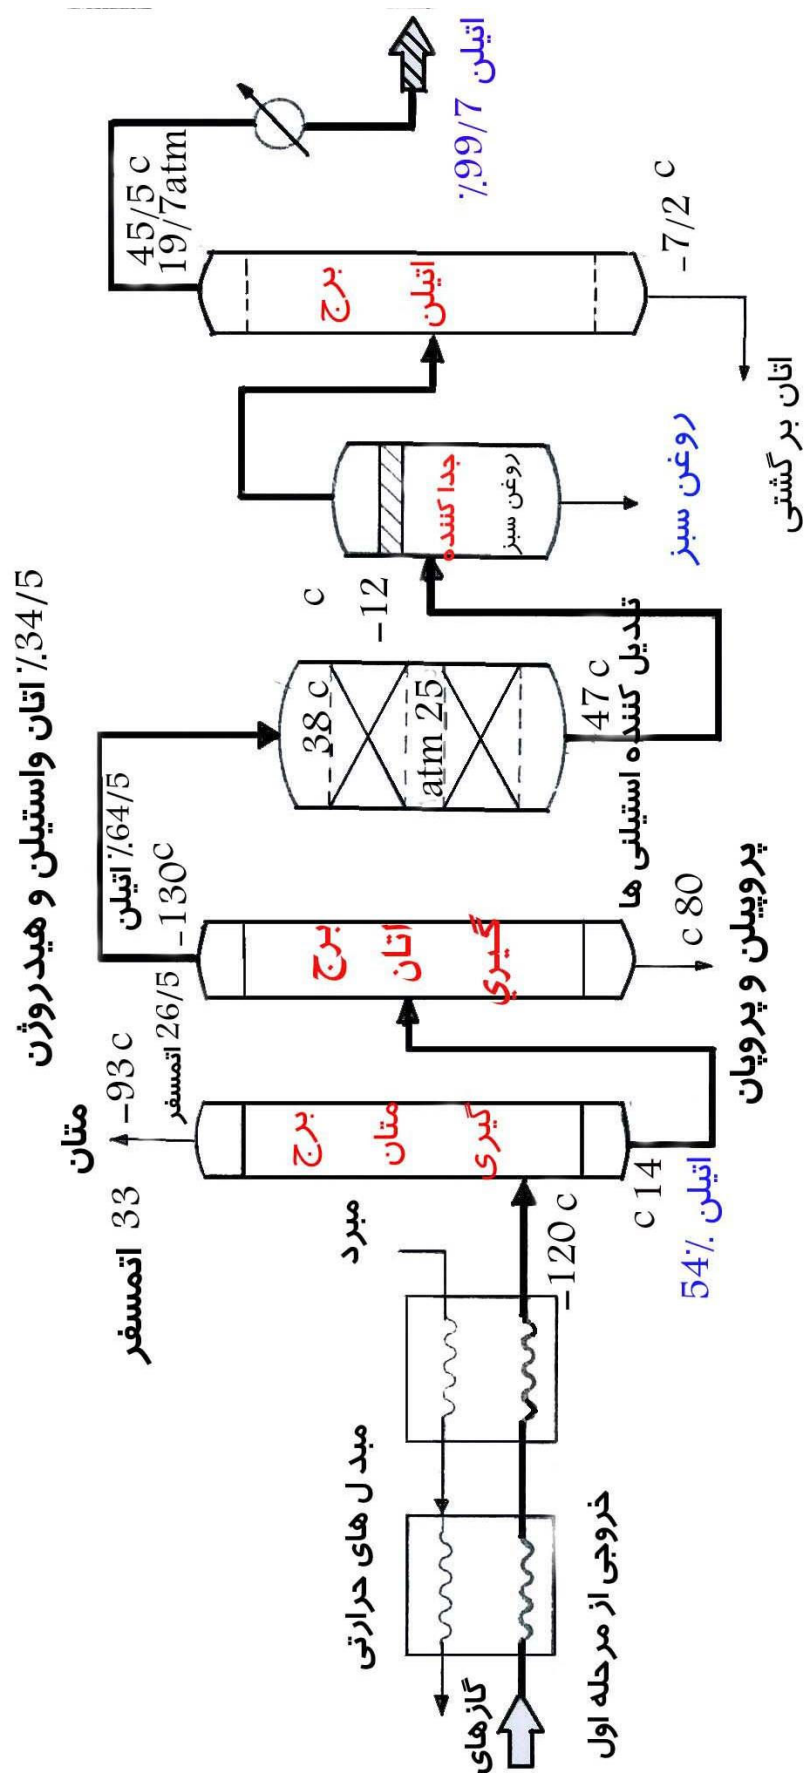 گازهای
خروجی از مرحله اول
مبدل های حرارتی
مبرد
-120 c
متان
-93 c
33 اتمسفر
برج
متان
گیری
c 14
54٪ اتیلن
26/5 اتمسفر
-130c
٪64/5 اتیلن
٪34/5 اتان واستیلن و هیدروژن
برج
اتان
گيري
c 80
پروپیلن و پروپان
38 c
atm 25
47 c
تبدیل کننده استیلنی ها
c
-12
جدا کننده
روغن سبز
روغن سبز
برج
اتیلن
45/5 c
19/7atm
-7/2 c
اتان بر گشتی
اتیلن
٪99/7